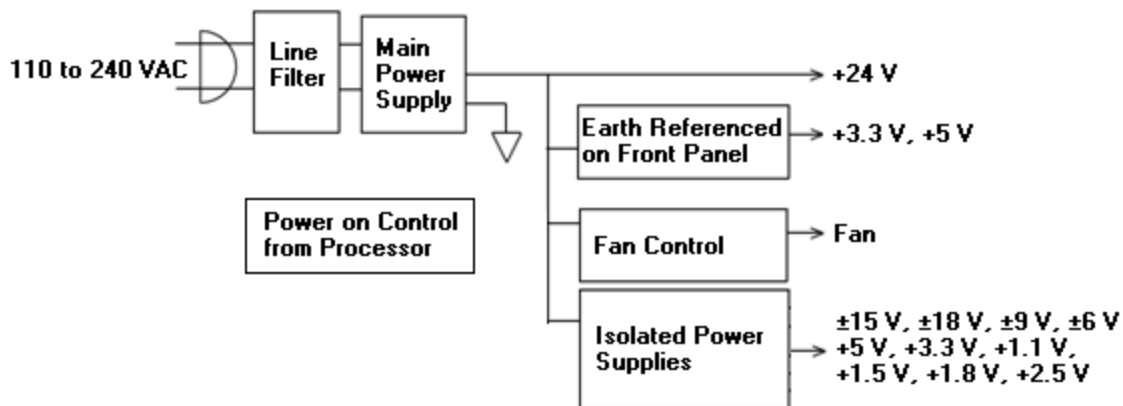 110 to 240 VAC
Line
Filter
Main
Power
Supply
+24 V
Earth Referenced
on Front Panel
+3.3 V, +5 V
Power on Control
from Processor
Fan Control
Fan
Isolated Power
Supplies
±15 V, ±18 V, ±9 V, ±6 V
+5 V, +3.3 V, +1.1 V,
+1.5 V, +1.8 V, +2.5 V